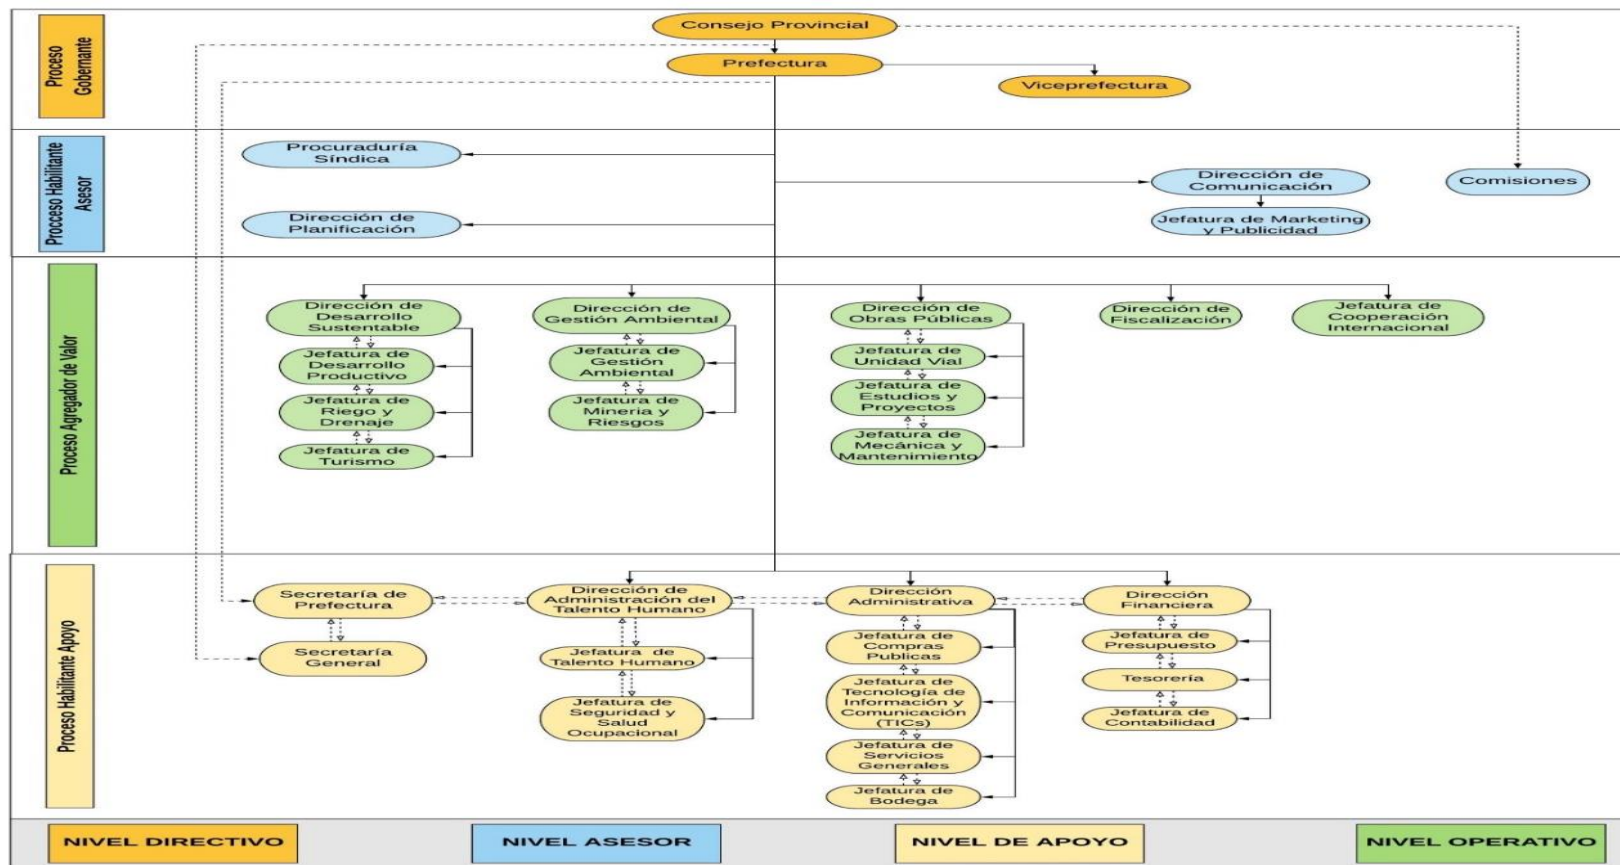 Proceso
Gobernante
Consejo Provincial
Prefectura
Viceprefectura
Procceso Habilitante
Asesor
Procuraduría
Síndica
Dirección de
Planificación
Dirección de
Comunicación
Jefatura de Marketing
y Publicidad
Comisiones
Proceso Agregador de Valor
Dirección de
Desarrollo
Sustentable
Jefatura de
Desarrollo
Productivo
Jefatura de
Riego y
Drenaje
Jefatura de
Turismo
Dirección de
Gestión Ambiental
Jefatura de
Gestión
Ambiental
Jefatura de
Mineria y
Riesgos
Dirección de
Obras Públicas
Jefatura de
Unidad Vial
Jefatura de
Estudios y
Proyectos
Jefatura de
Mecánica y
Mantenimiento
Dirección de
Fiscalización
Jefatura de
Cooperación
Internacional
Proceso Habilitante Apoyo
Secretaría de
Prefectura
Secretaría
General
Dirección de
Administración del
Talento Humano
Jefatura de
Talento Humano
Jefatura de
Seguridad y
Salud
Ocupacional
Dirección
Administrativa
Jefatura de
Compras
Publicas
Jefatura de
Tecnología de
Información y
Comunicación
(TICs)
Jefatura de
Servicios
Generales
Jefatura de
Bodega
Dirección
Financiera
Jefatura de
Presupuesto
Tesorería
Jefatura de
Contabilidad
NIVEL DIRECTIVO
NIVEL ASESOR
NIVEL DE APOYO
NIVEL OPERATIVO